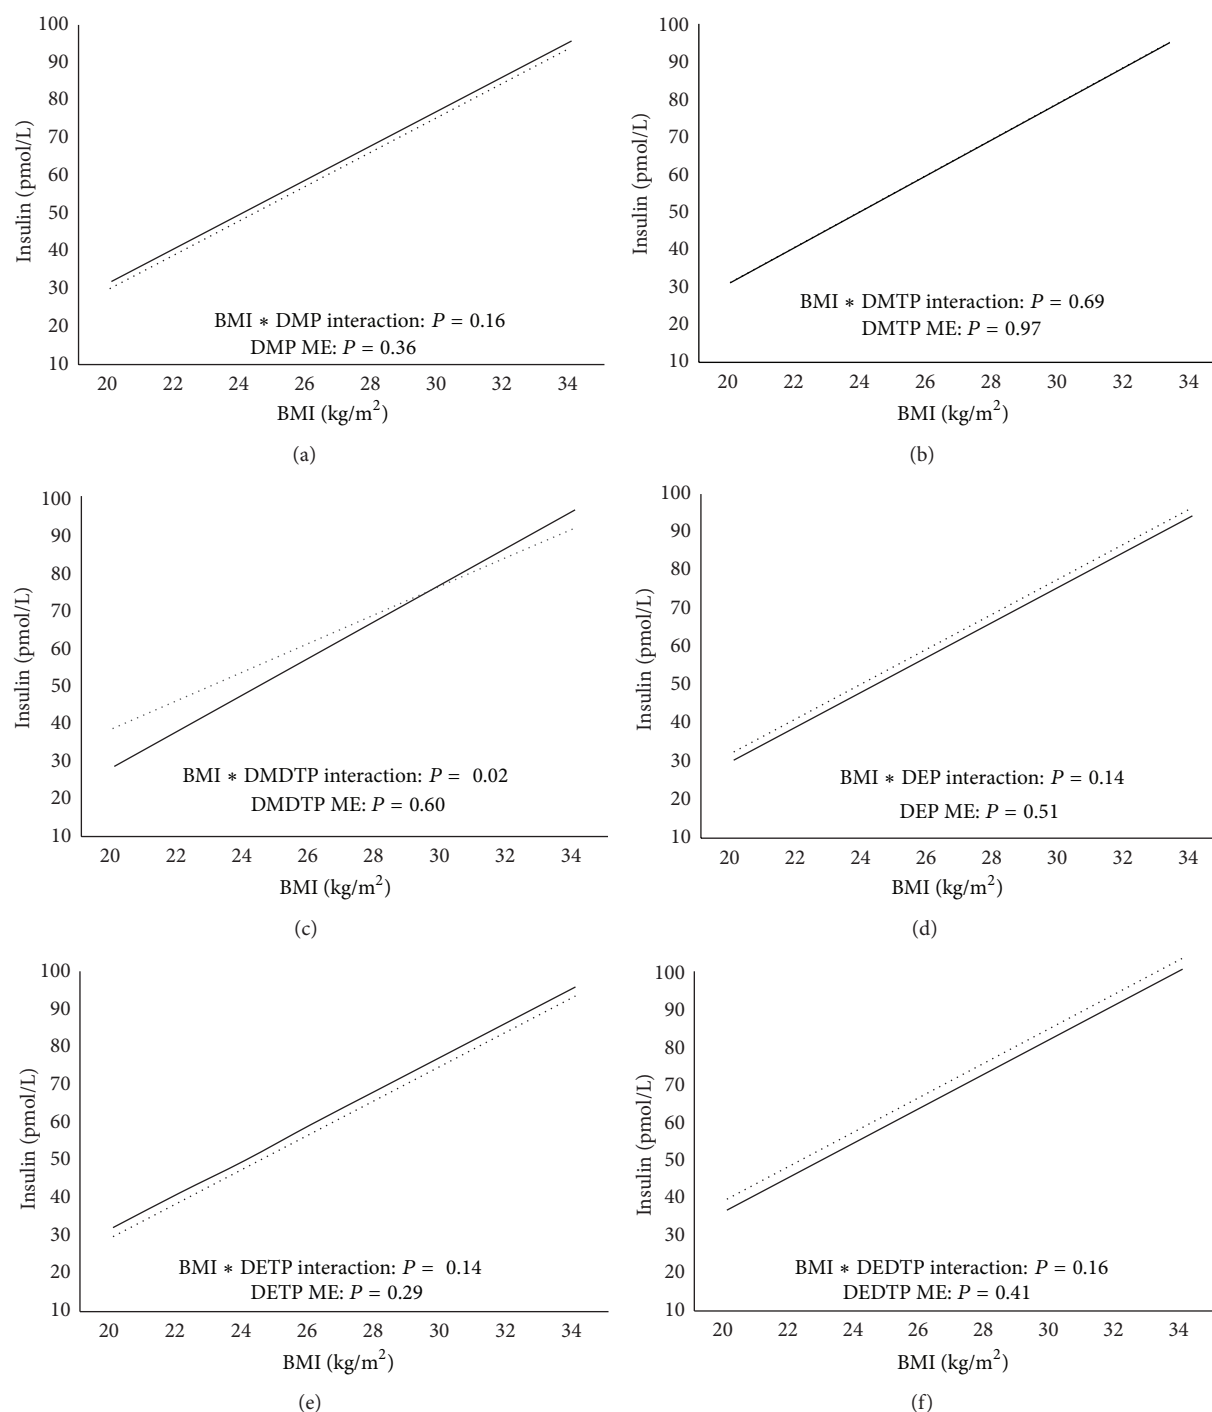 100
90
80
70
60
50
40
30
20
10
Insulin (pmol/L)
BMI ∗ DMP interaction: P = 0.16
DMP ME: P = 0.36
20 22 24 26 28 30 32 34
BMI (kg/m²)
(a)
100
90
80
70
60
50
40
30
20
10
Insulin (pmol/L)
BMI ∗ DMTP interaction: P = 0.69
DMTP ME: P = 0.97
20 22 24 26 28 30 32 34
BMI (kg/m²)
(b)
100
90
80
70
60
50
40
30
20
10
Insulin (pmol/L)
BMI ∗ DMDTP interaction: P = 0.02
DMDTP ME: P = 0.60
20 22 24 26 28 30 32 34
BMI (kg/m²)
(c)
100
90
80
70
60
50
40
30
20
10
Insulin (pmol/L)
BMI ∗ DEP interaction: P = 0.14
DEP ME: P = 0.51
20 22 24 26 28 30 32 34
BMI (kg/m²)
(d)
100
90
80
70
60
50
40
30
20
10
Insulin (pmol/L)
BMI ∗ DETP interaction: P = 0.14
DETP ME: P = 0.29
20 22 24 26 28 30 32 34
BMI (kg/m²)
(e)
100
90
80
70
60
50
40
30
20
10
Insulin (pmol/L)
BMI ∗ DEDTP interaction: P = 0.16
DEDTP ME: P = 0.41
20 22 24 26 28 30 32 34
BMI (kg/m²)
(f)